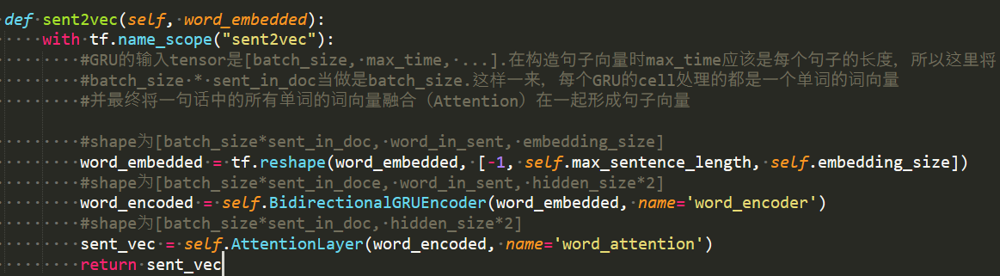 def sent2vec(self, word_embedded):
with tf.name_scope("sent2vec"):
#GRU的输入tensor是[batch_size, max_time, ...].在构造句子向量时max_time应该是每个句子的长度，所以这里将
#batch_size * sent_in_doc当做是batch_size.这样一来，每个GRU的cell处理的都是一个单词的词向量
#并最终将一句话中的所有单词的词向量融合（Attention）在一起形成句子向量
#shape为[batch_size*sent_in_doc, word_in_sent, embedding_size]
word_embedded = tf.reshape(word_embedded, [-1, self.max_sentence_length, self.embedding_size])
#shape为[batch_size*sent_in_doce, word_in_sent, hidden_size*2]
word_encoded = self.BidirectionalGRUEncoder(word_embedded, name='word_encoder')
#shape为[batch_size*sent_in_doc, hidden_size*2]
sent_vec = self.AttentionLayer(word_encoded, name='word_attention')
return sent_vec